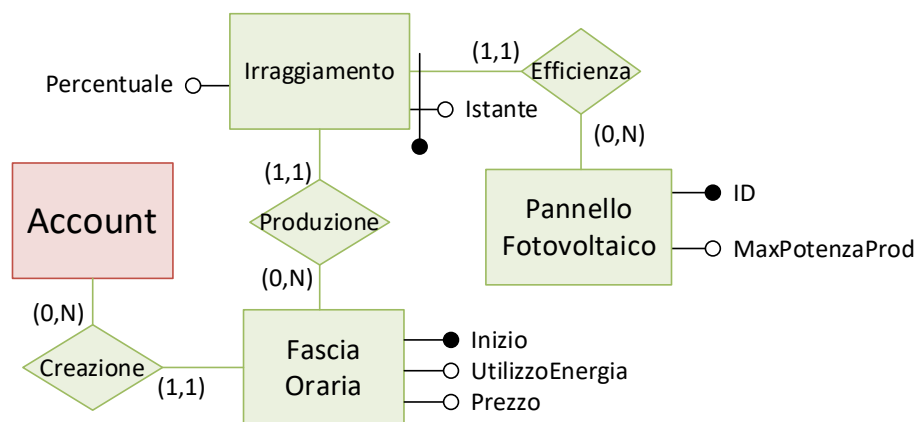 Irraggiamento
(1,1)
Efficienza
Percentuale
Istante
(0,N)
(1,1)
ID
Account
Pannello
Fotovoltaico
Produzione
MaxPotenzaProd
(0,N)
(0,N)
Inizio
Fascia
Oraria
Creazione
UtilizzoEnergia
(1,1)
Prezzo